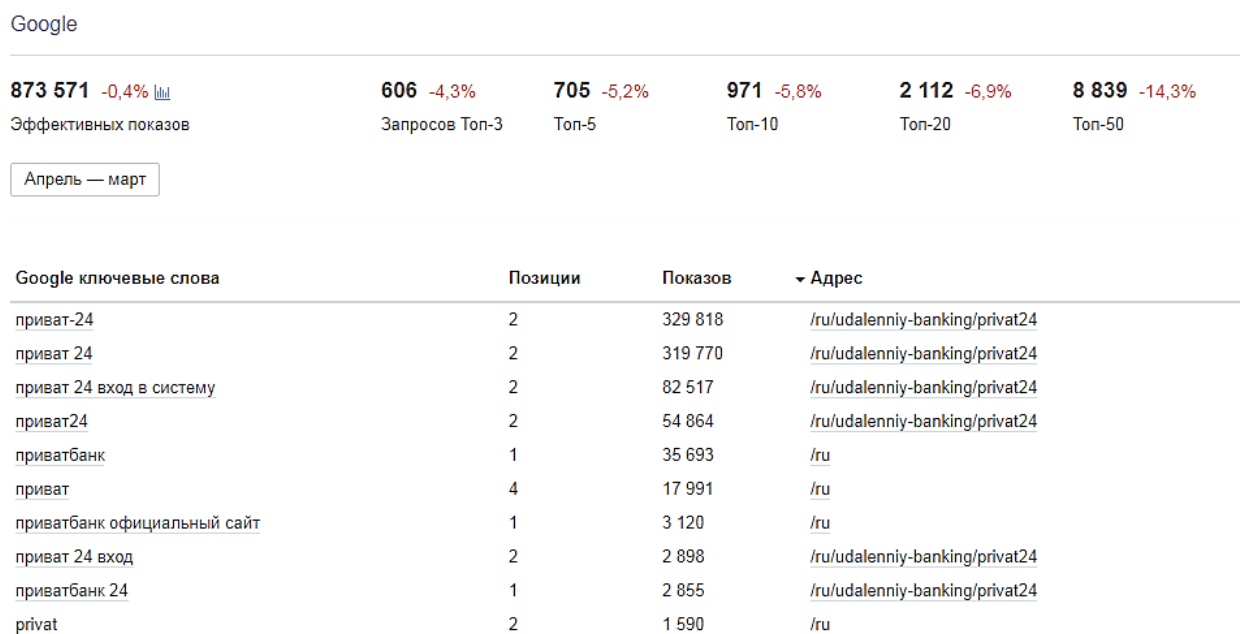 Google
873 571 -0,4% 606 -4,3% 705 -5,2% 971 -5,8% 2 112 -6,9% 8 839 -14,3%
Эффективных показов Запросов Топ-3 Топ-5 Топ-10 Топ-20 Топ-50
Апрель — март
Google ключевые слова Позиции Показов Адрес
приват-24 2 329 818 /ru/udalenniy-banking/privat24
приват 24 2 319 770 /ru/udalenniy-banking/privat24
приват 24 вход в систему 2 82 517 /ru/udalenniy-banking/privat24
приват24 2 54 864 /ru/udalenniy-banking/privat24
приватбанк 1 35 693 /ru
приват 4 17 991 /ru
приватбанк официальный сайт 1 3 120 /ru
приват 24 вход 2 2 898 /ru/udalenniy-banking/privat24
приватбанк 24 1 2 855 /ru/udalenniy-banking/privat24
privat 2 1 590 /ru